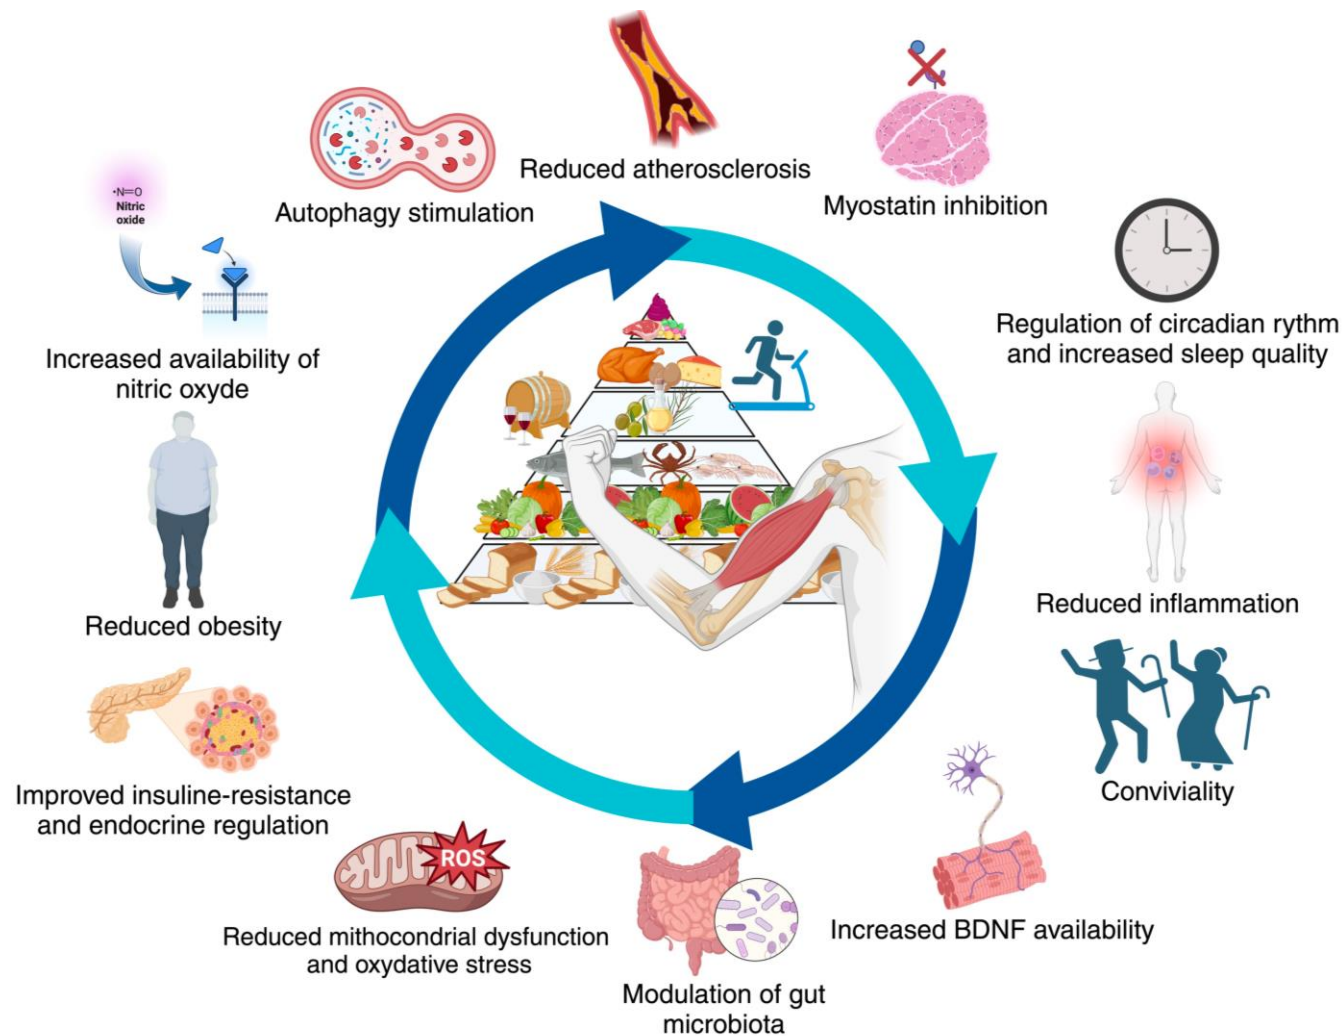 Reduced atherosclerosis
Myostatin inhibition
Regulation of circadian rythm
and increased sleep quality
Reduced inflammation
Conviviality
Increased BDNF availability
Modulation of gut
microbiota
ROS
Reduced mithocondrial dysfunction
and oxydative stress
Improved insuline-resistance
and endocrine regulation
Reduced obesity
•N=O
Nitric
oxide
Increased availability of
nitric oxyde
Autophagy stimulation